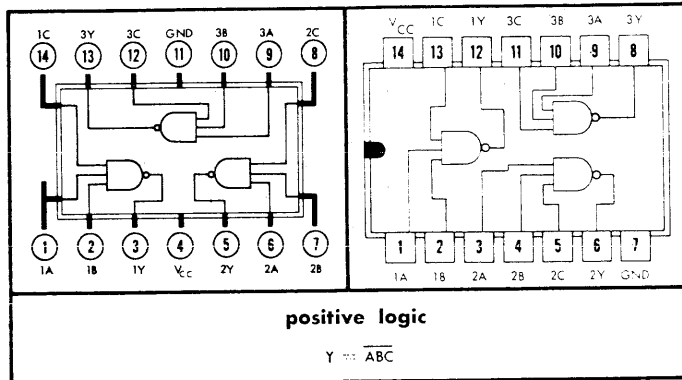 1C 3Y 3C GND 3B 3A 2C
14 13 12 11 10 9 8
1 2 3 4 5 6 7
1A 1B 1Y VCC 2Y 2A 2B
VCC 1C 1Y 3C 3B 3A 3Y
14 13 12 11 10 9 8
1 2 3 4 5 6 7
1A 1B 2A 2B 2C 2Y GND
positive logic
Y = \overline{ABC}